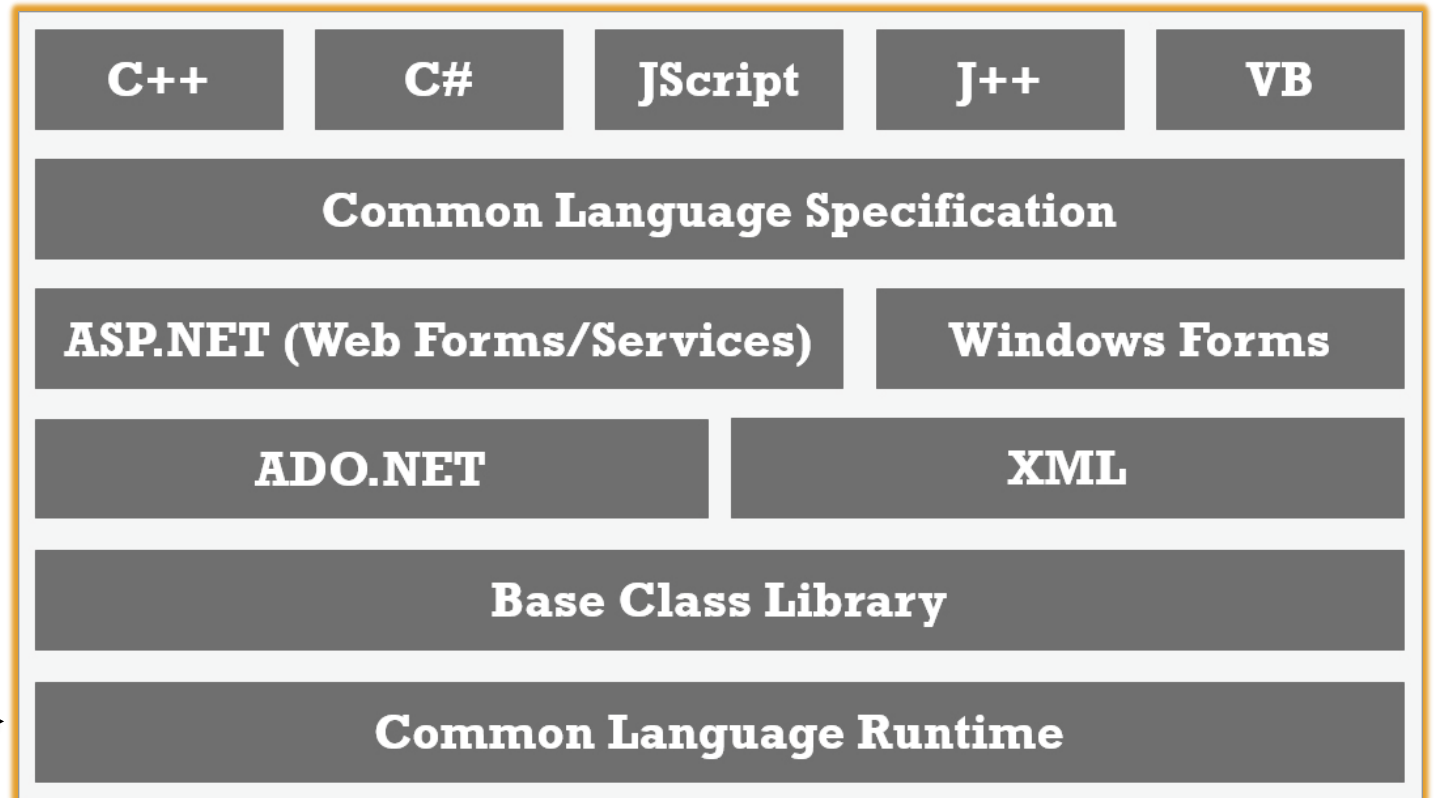 C++ C# JScript J++ VB
Common Language Specification
ASP.NET (Web Forms/Services) Windows Forms
ADO.NET XML
Base Class Library
Common Language Runtime